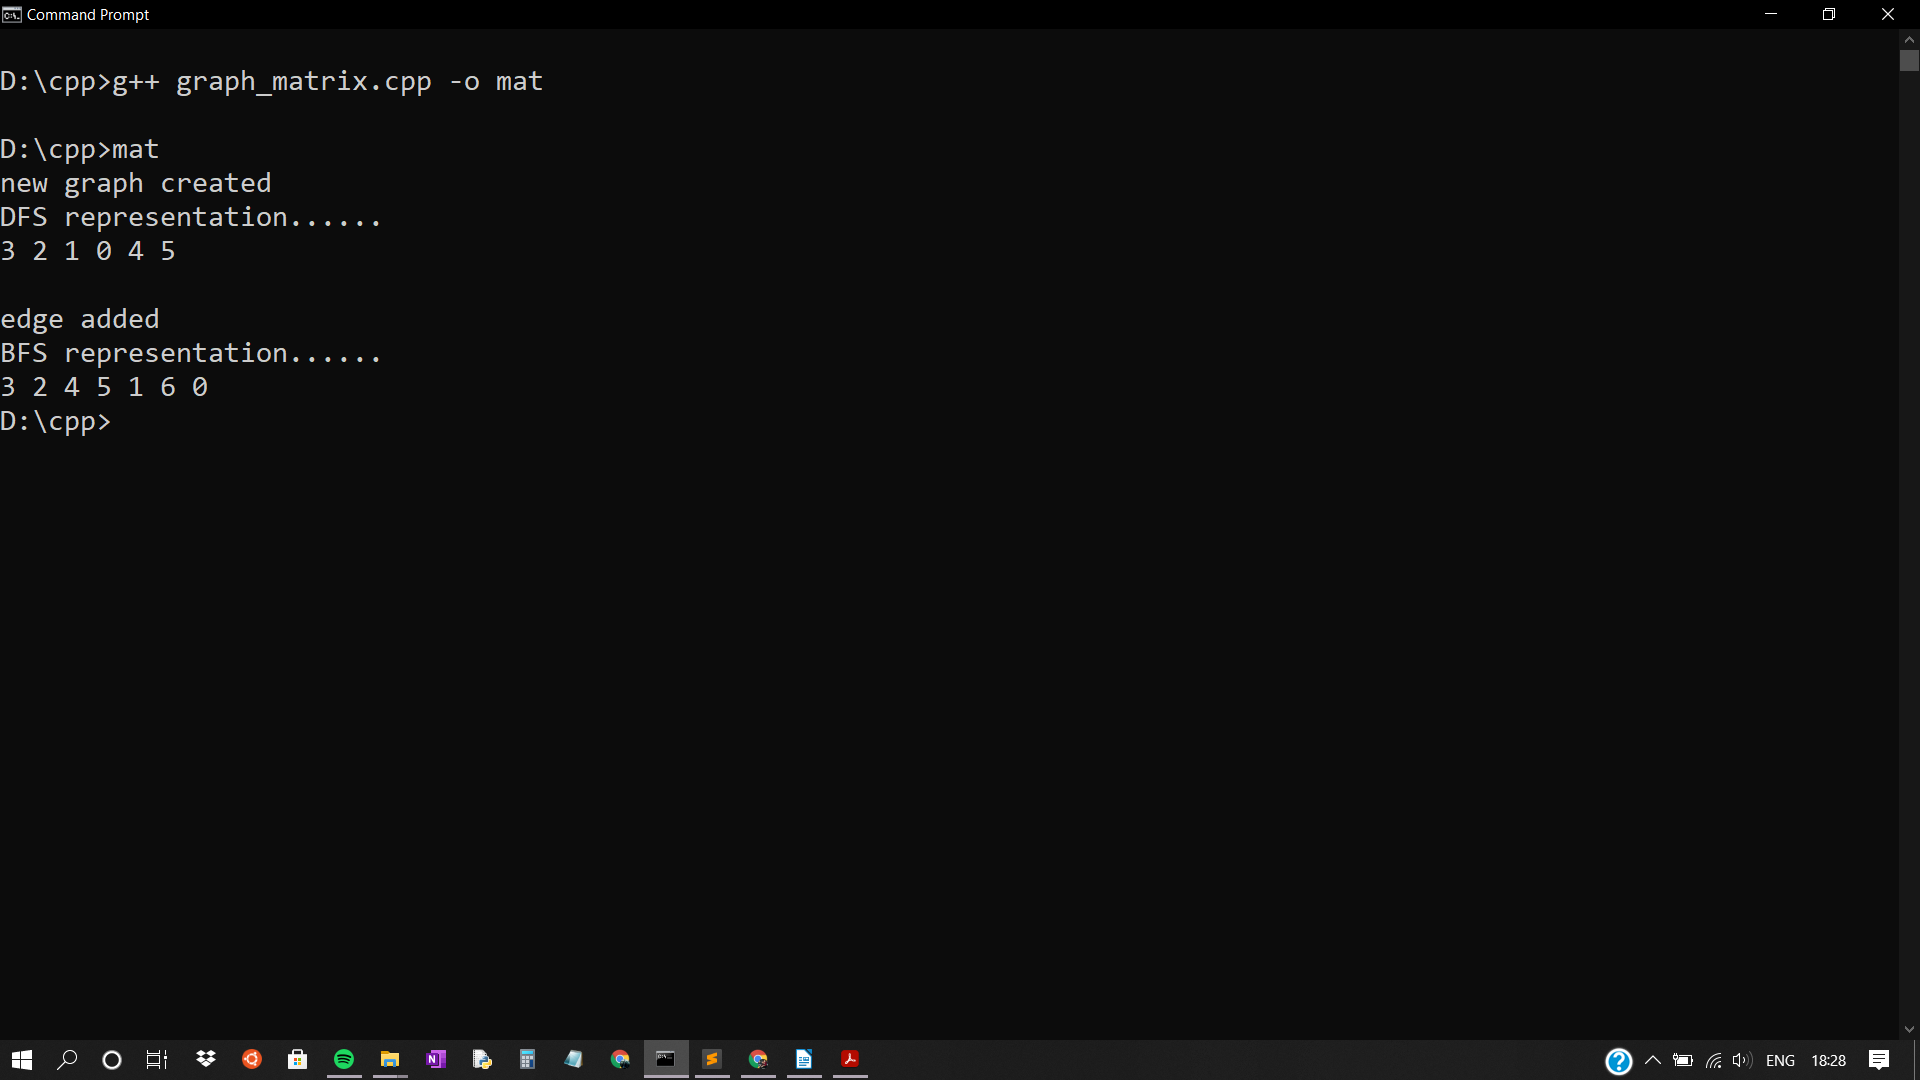 Command Prompt
D:\cpp>g++ graph_matrix.cpp -o mat
D:\cpp>mat
new graph created
DFS representation......
3 2 1 0 4 5
edge added
BFS representation......
3 2 4 5 1 6 0
D:\cpp>
ENG 18:28